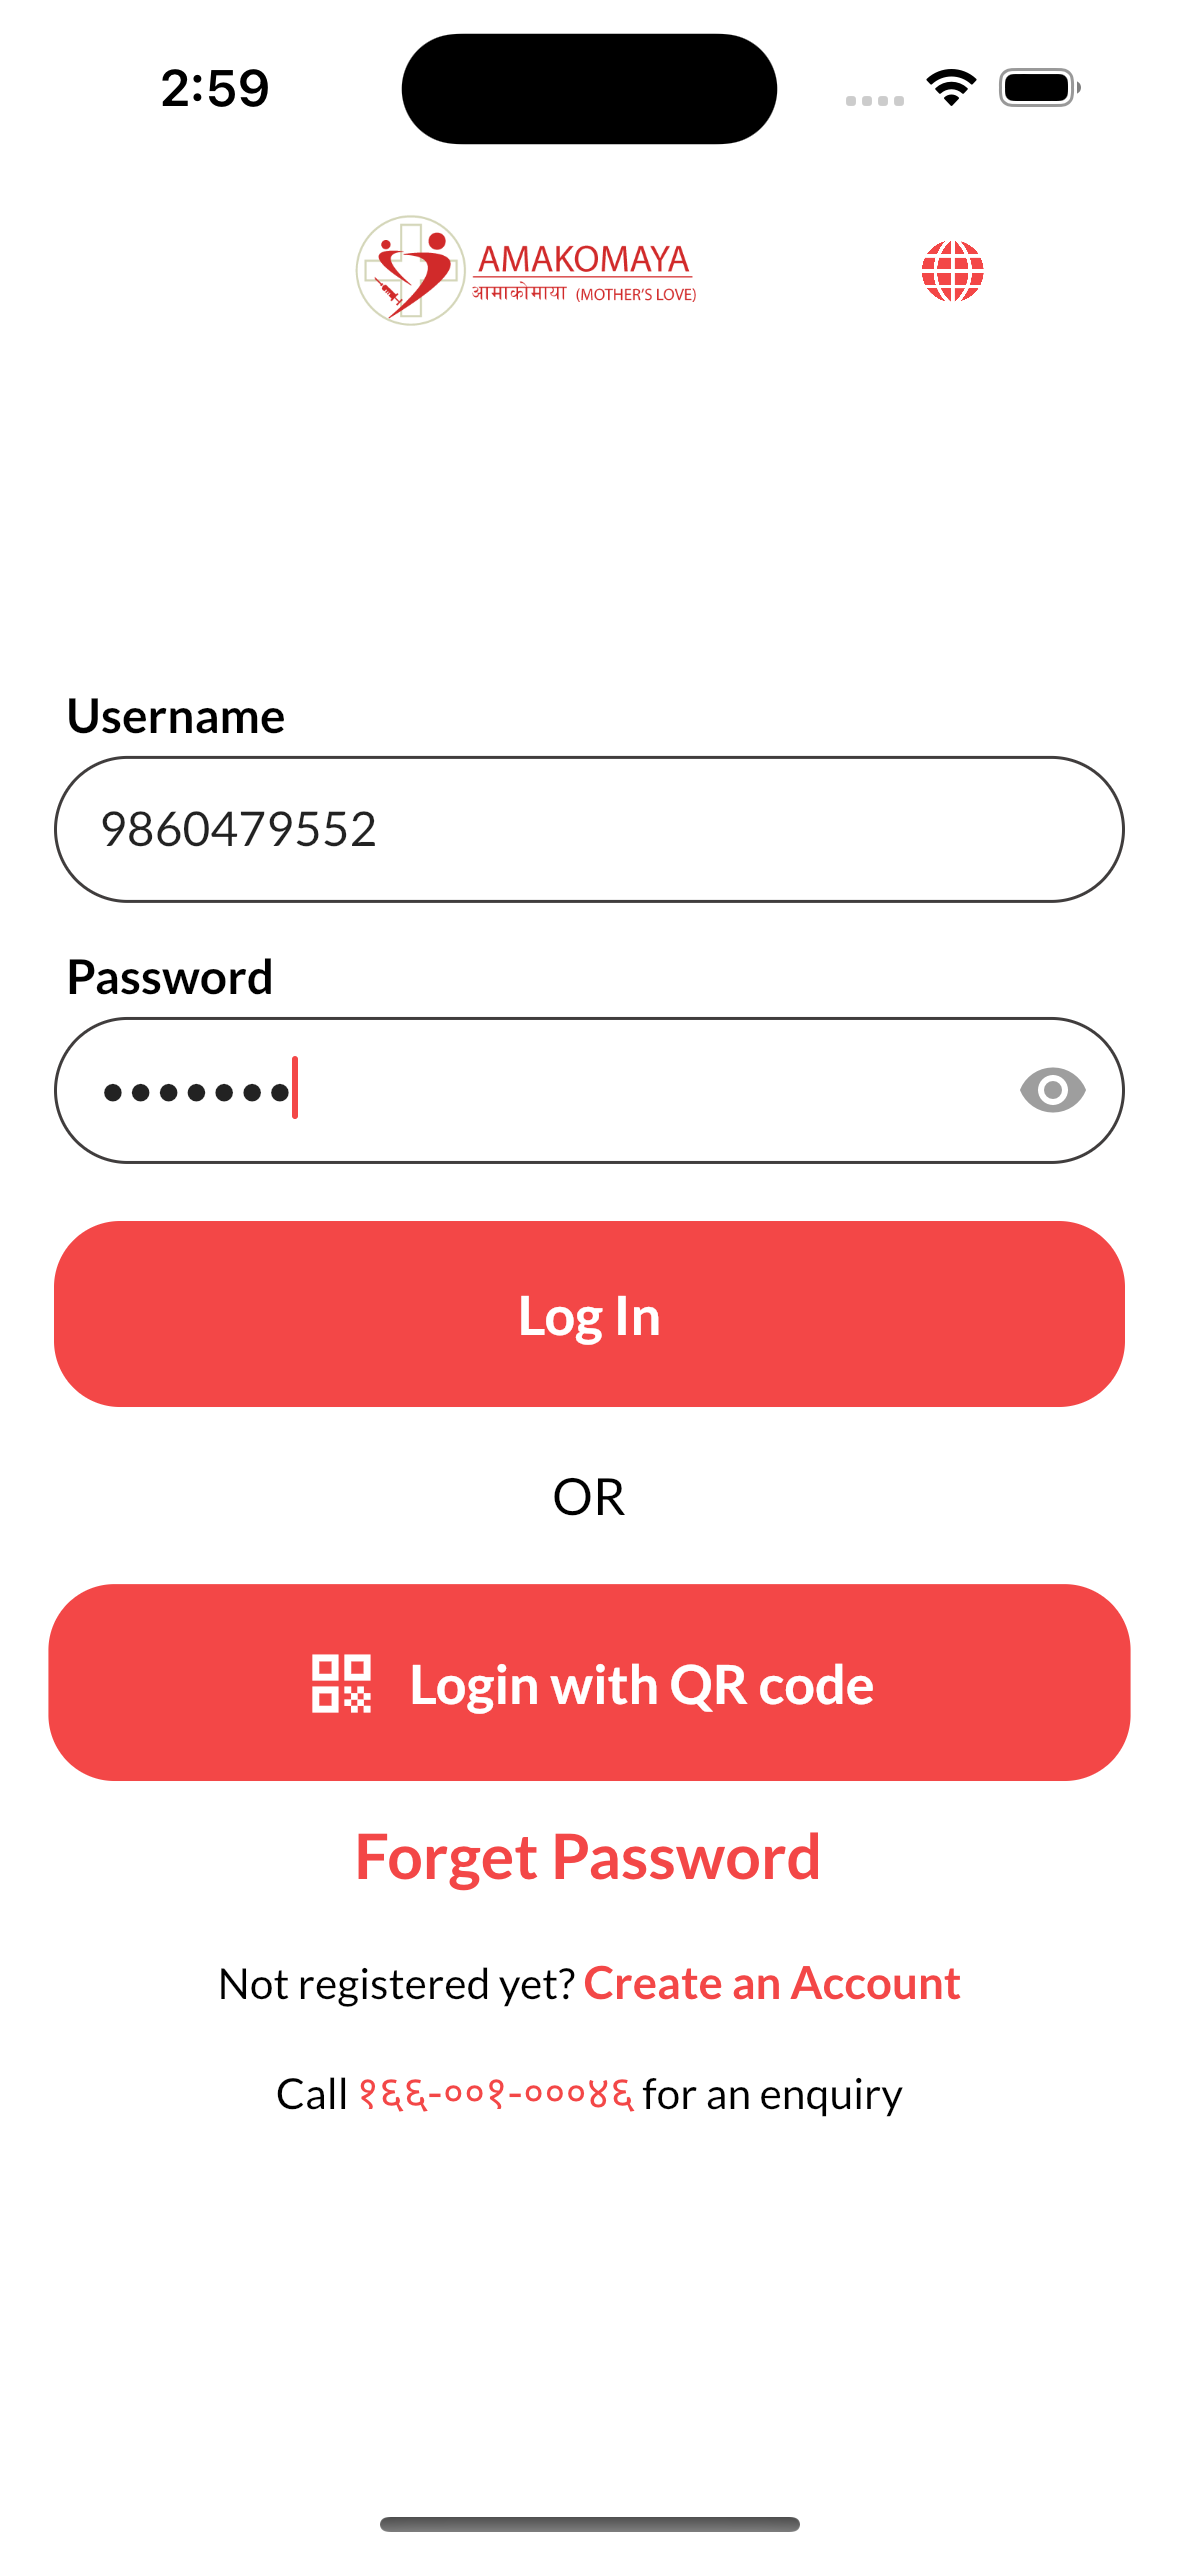 2:59
AMAKOMAYA
आमाकोमाया (MOTHER'S LOVE)
Username
9860479552
Password
•••••••
Log In
OR
Login with QR code
Forget Password
Not registered yet? Create an Account
Call १६६-००१-०००४६ for an enquiry